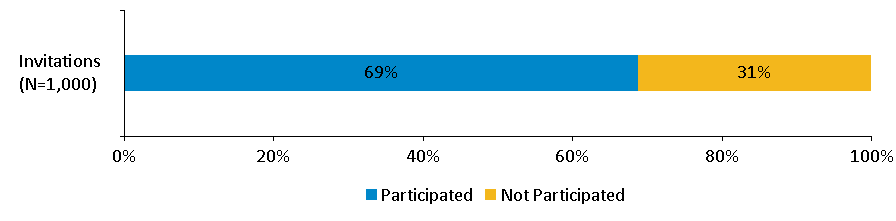 Invitations
(N=1,000)
69%
31%
0%
20%
40%
60%
80%
100%
Participated
Not Participated